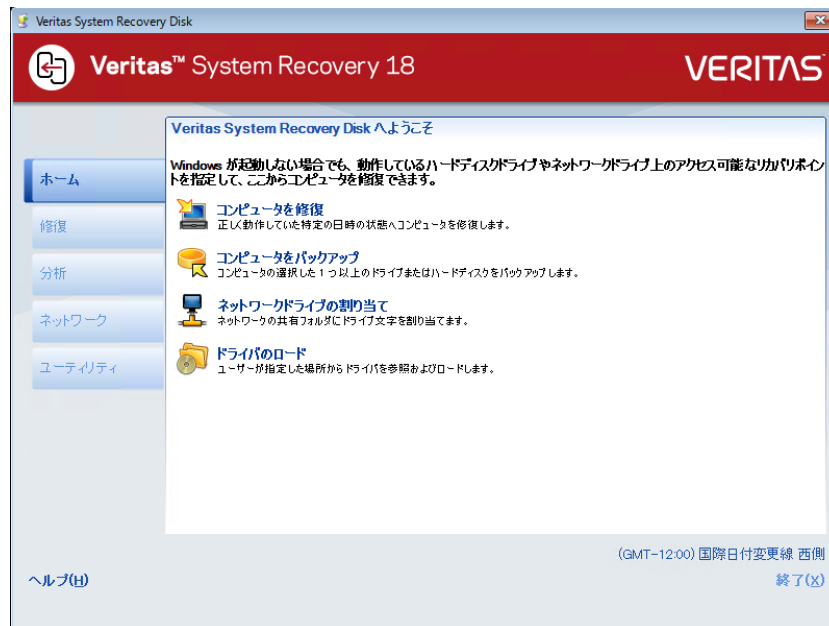 Veritas System Recovery Disk
Veritas™ System Recovery 18
VERITAS
Veritas System Recovery Disk へようこそ
Windows が起動しない場合でも、動作しているハードディスクドライブやネットワークドライブ上のアクセス可能なリカバリポイン
トを指定して、ここからコンピュータを修復できます。
ホーム
修復
分析
ネットワーク
ユーティリティ
コンピュータを修復
正しく動作していた特定の日時の状態へコンピュータを修復します。
コンピュータをバックアップ
コンピュータの選択した 1 つ以上のドライブまたはハードディスクをバックアップします。
ネットワークドライブの割り当て
ネットワークの共有フォルダにドライブ文字を割り当てます。
ドライバのロード
ユーザーが指定した場所からドライバを参照およびロードします。
(GMT-12:00) 国際日付変更線 西側
ヘルプ(H)
終了(X)